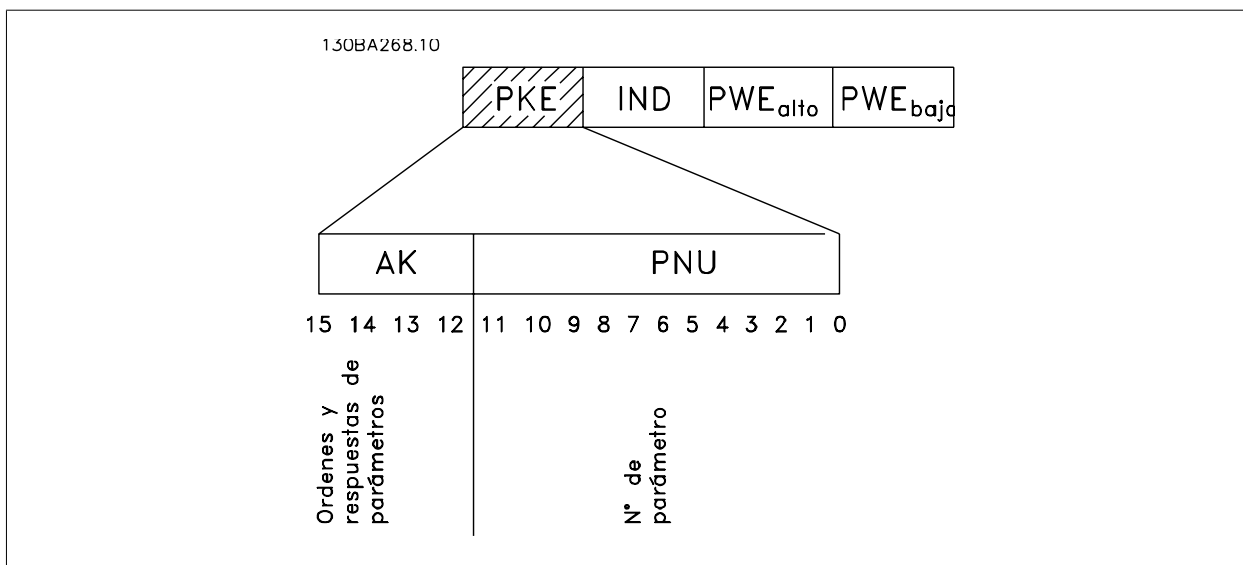 130BA268.10
PKE IND PWEalto PWEbajo
AK PNU
15 14 13 12 11 10 9 8 7 6 5 4 3 2 1 0
Ordenes y
respuestas de
parámetros
N° de
parámetro